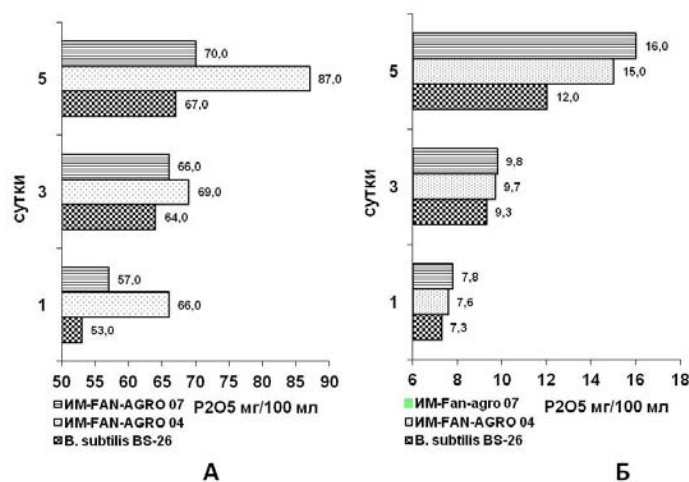 70,0
5
87,0
67,0
сутки
66,0
3
69,0
64,0
57,0
1
66,0
53,0
50 55 60 65 70 75 80 85 90
ИМ-FAN-AGRO 07 P2O5 мг/100 мл
ИМ-FAN-AGRO 04
B. subtilis BS-26
А
16,0
5
15,0
12,0
сутки
9,8
3
9,7
9,3
7,8
1
7,6
7,3
6 8 10 12 14 16 18
ИМ-Fan-agro 07 P2O5 мг/100 мл
ИМ-FAN-AGRO 04
B. subtilis BS-26
Б